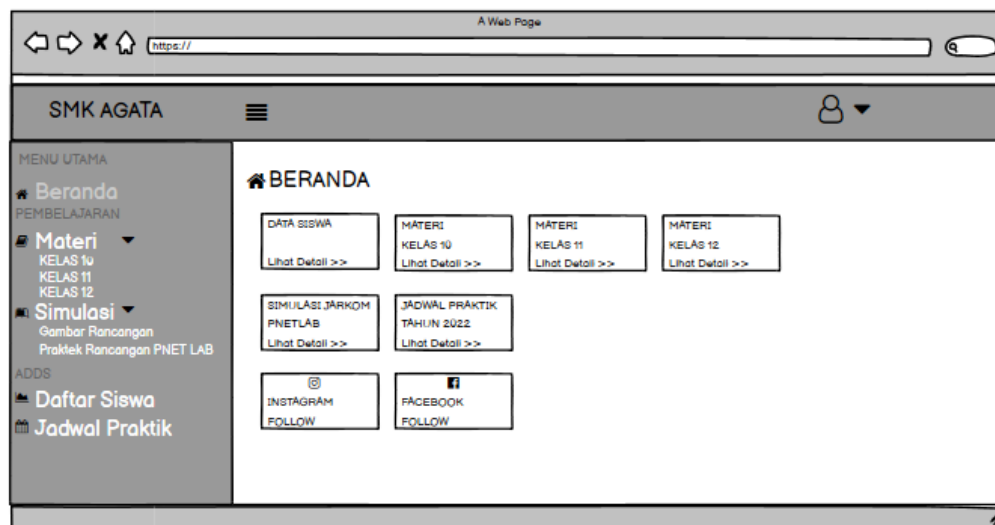 A Web Page
https://
SMK AGATA
MENU UTAMA
Beranda
PEMBELAJARAN
Materi
KELAS 10
KELAS 11
KELAS 12
Simulasi
Gambar Rancangan
Praktek Rancangan PNET LAB
ADDS
Daftar Siswa
Jadwal Praktik
BERANDA
DATA SISWA
Lihat Detail >>
MATERI
KELAS 10
Lihat Detail >>
MATERI
KELAS 11
Lihat Detail >>
MATERI
KELAS 12
Lihat Detail >>
SIMULASI JARKOM
PNETLAB
Lihat Detail >>
JADWAL PRAKTIK
TAHUN 2022
Lihat Detail >>
INSTAGRAM
FOLLOW
FACEBOOK
FOLLOW